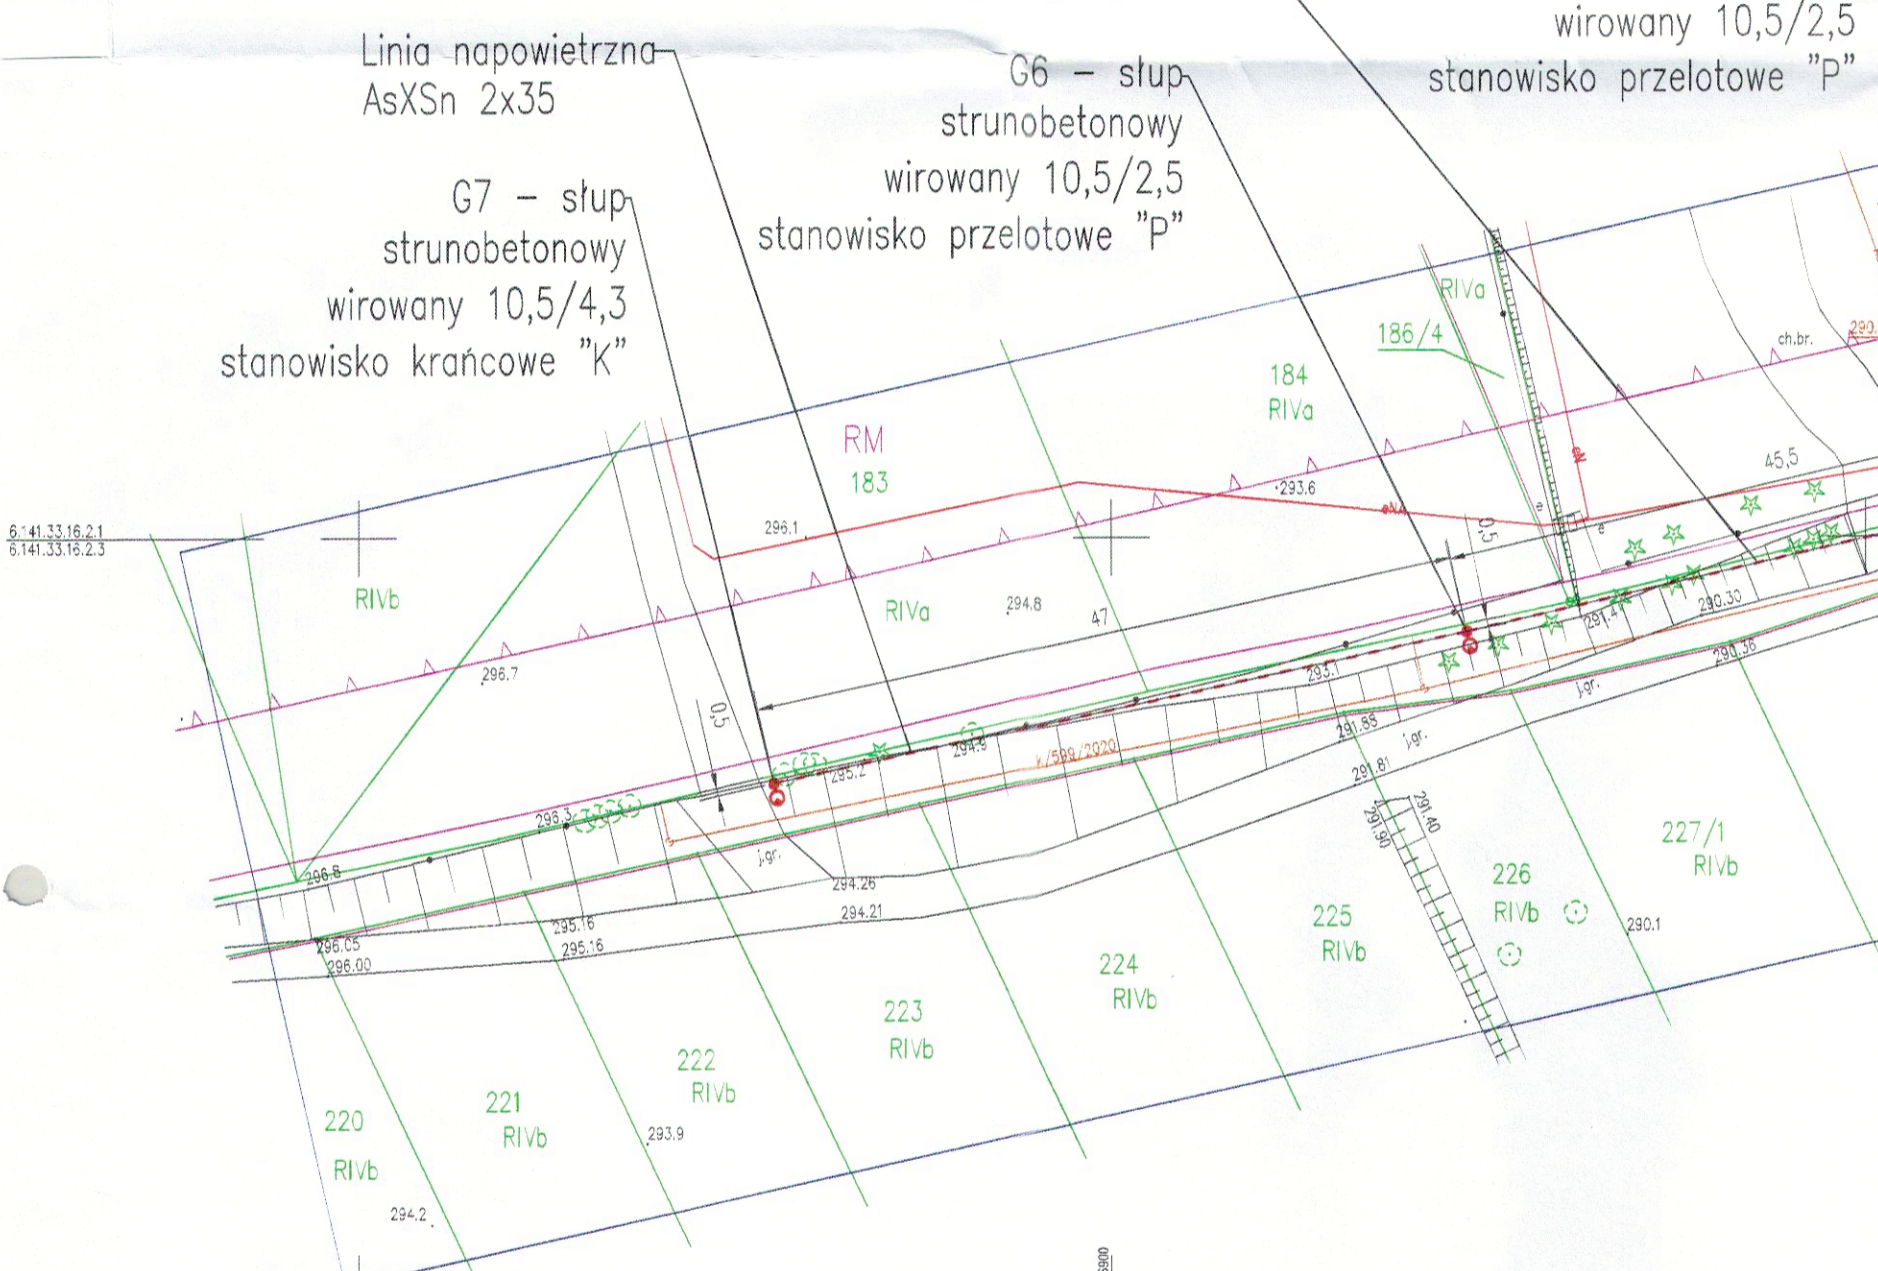 Linia napowietrzna
AsXSn 2x35
G7 – słup
strunobetonowy
wirowany 10,5/4,3
stanowisko krańcowe "K"
G6 – słup
strunobetonowy
wirowany 10,5/2,5
stanowisko przelotowe "P"
wirowany 10,5/2,5
stanowisko przelotowe "P"
RIVa
186/4
ch.br.
290.
184
RIVa
RM
183
45,5
293.6
eNA
296.1
0,5
6.141.33.16.2.1
6.141.33.16.2.3
RIVb
RIVa
294.8
47
296.7
291.4
290.30
290.36
293.1
j.gr.
0,5
294.9
k/599/2020
291.88
j.gr.
295.2
291.81
296.3
j.gr.
291.40
291.90
227/1
RIVb
296.8
294.26
226
RIVb
294.21
225
RIVb
290.1
295.16
295.16
296.05
296.00
224
RIVb
223
RIVb
222
RIVb
221
RIVb
220
RIVb
293.9
294.2